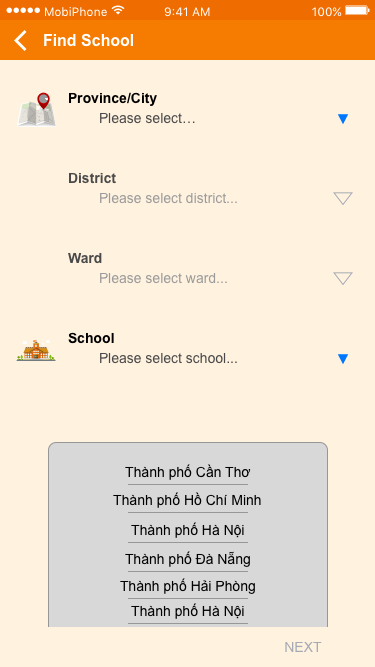 MobiPhone 9:41 AM 100%
Find School
Province/City
Please select…
District
Please select district...
Ward
Please select ward...
School
Please select school...
Thành phố Cần Thơ
Thành phố Hồ Chí Minh
Thành phố Hà Nội
Thành phố Đà Nẵng
Thành phố Hải Phòng
Thành phố Hà Nội
NEXT